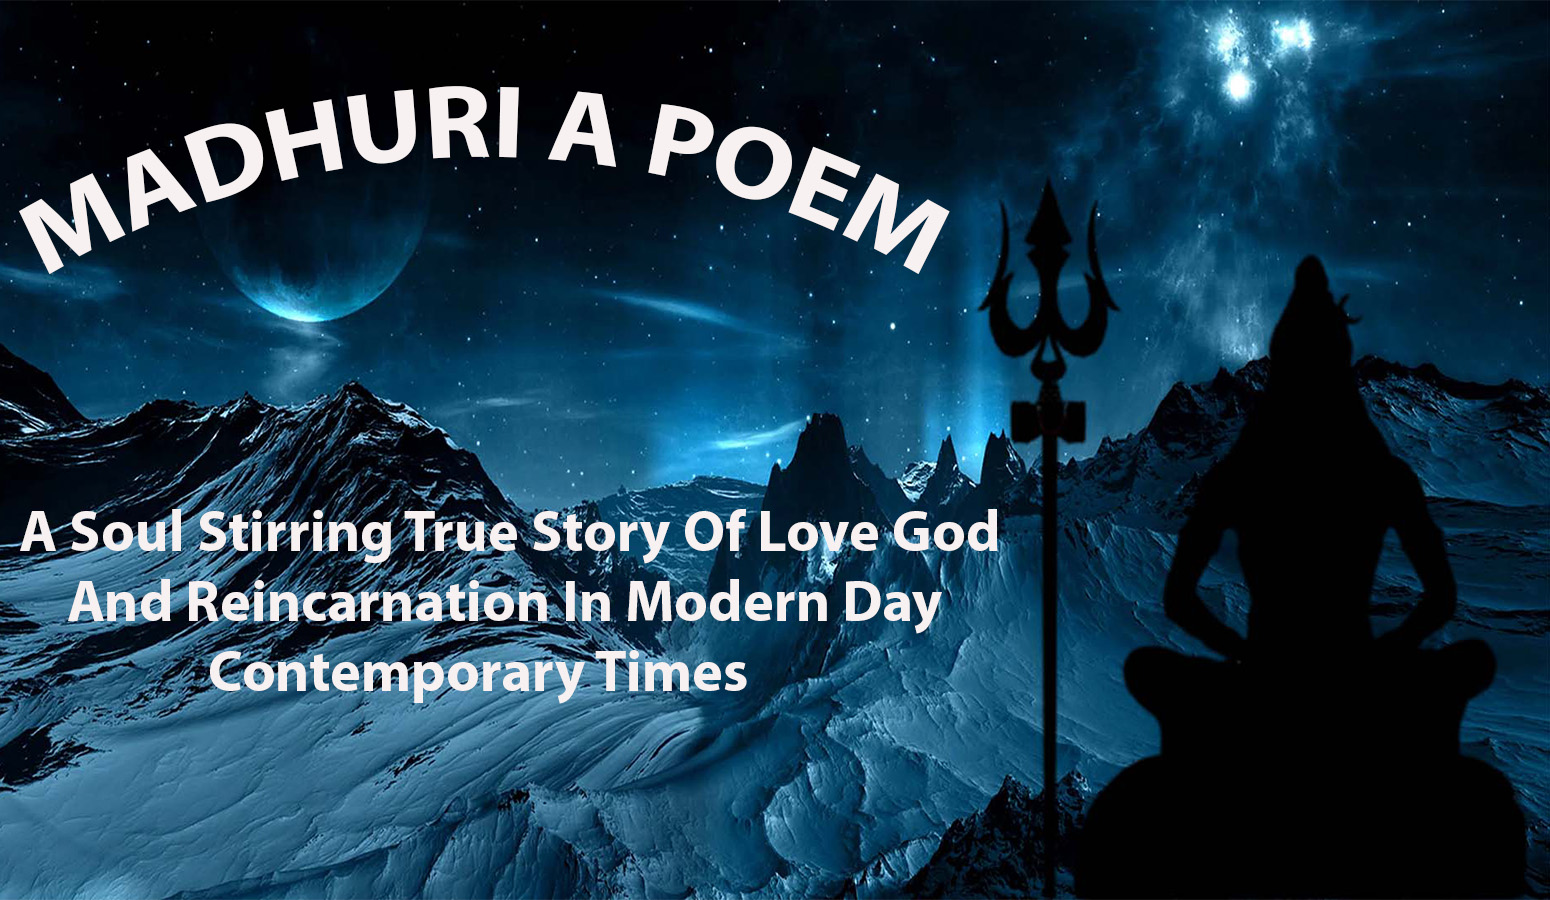 MADHURI A POEM
A Soul Stirring True Story Of Love God
And Reincarnation In Modern Day
Contemporary Times